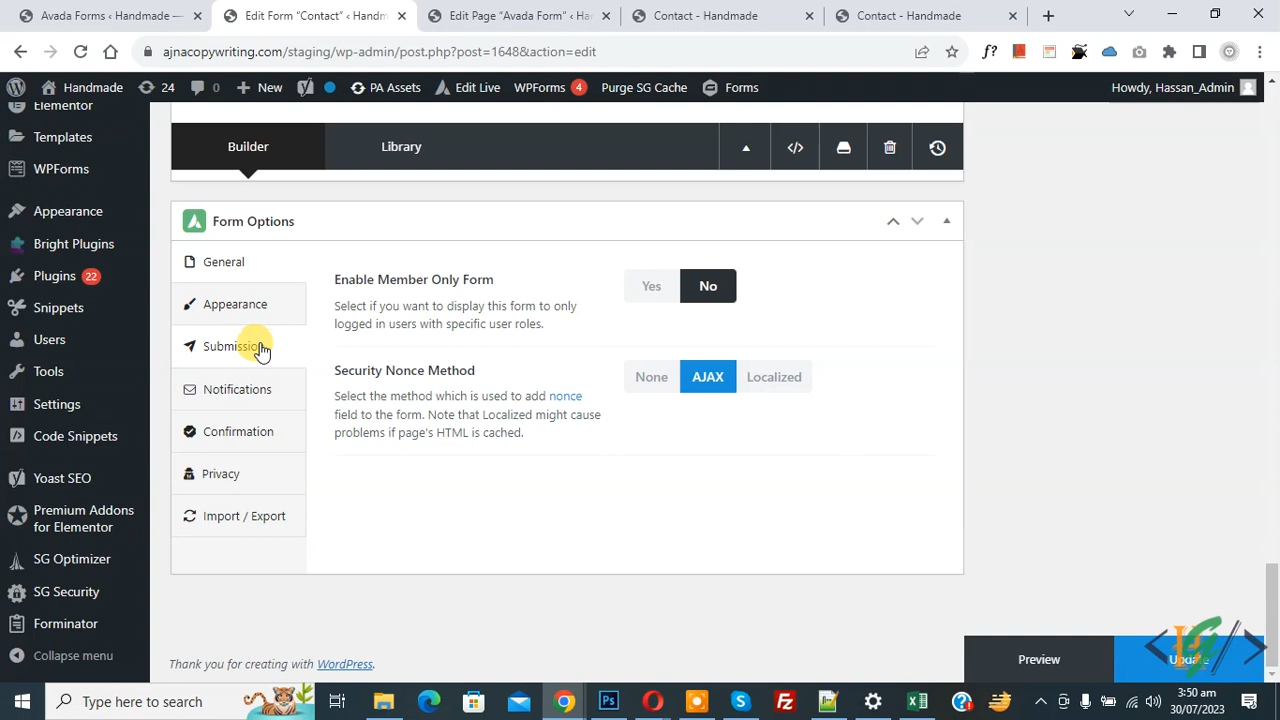 Avada Forms ‹ Handmade —
Edit Form “Contact” ‹ Handm
Edit Page “Avada Form” ‹ Han
Contact - Handmade
Contact - Handmade
ajnacopywriting.com/staging/wp-admin/post.php?post=1648&action=edit
Handmade
24
0
New
PA Assets
Edit Live
WPForms 4
Purge SG Cache
Forms
Howdy, Hassan_Admin
Elementor
Templates
WPForms
Appearance
Bright Plugins
Plugins 22
Snippets
Users
Tools
Settings
Code Snippets
Yoast SEO
Premium Addons
for Elementor
SG Optimizer
SG Security
Forminator
Collapse menu
Builder
Library
Form Options
General
Appearance
Submission
Notifications
Confirmation
Privacy
Import / Export
Enable Member Only Form
Select if you want to display this form to only
logged in users with specific user roles.
Yes
No
Security Nonce Method
Select the method which is used to add nonce
field to the form. Note that Localized might cause
problems if page's HTML is cached.
None
AJAX
Localized
Thank you for creating with WordPress.
Preview
Update
Type here to search
3:50 am
30/07/2023